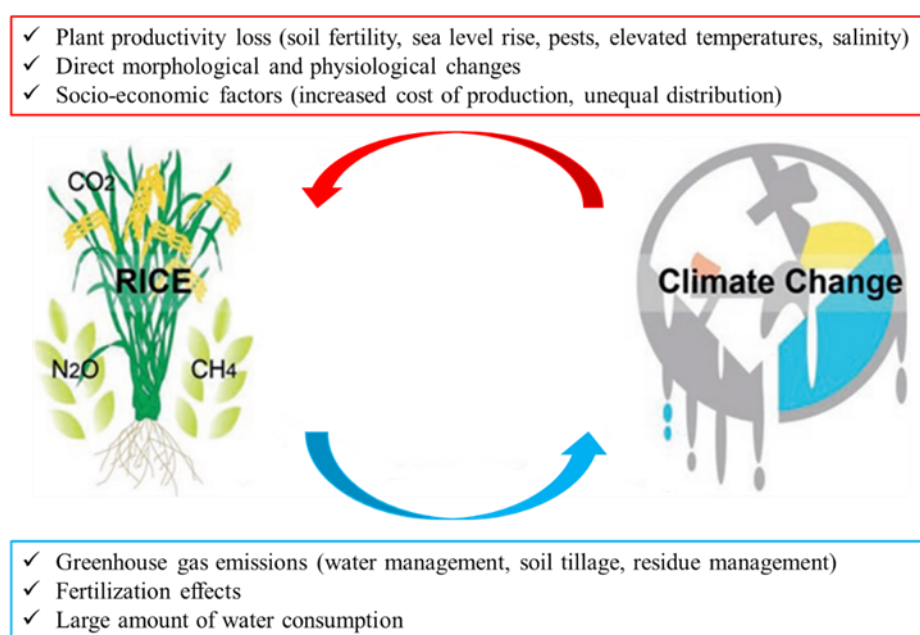 ✓ Plant productivity loss (soil fertility, sea level rise, pests, elevated temperatures, salinity)
✓ Direct morphological and physiological changes
✓ Socio-economic factors (increased cost of production, unequal distribution)
CO2
RICE
N2O
CH4
Climate Change
✓ Greenhouse gas emissions (water management, soil tillage, residue management)
✓ Fertilization effects
✓ Large amount of water consumption